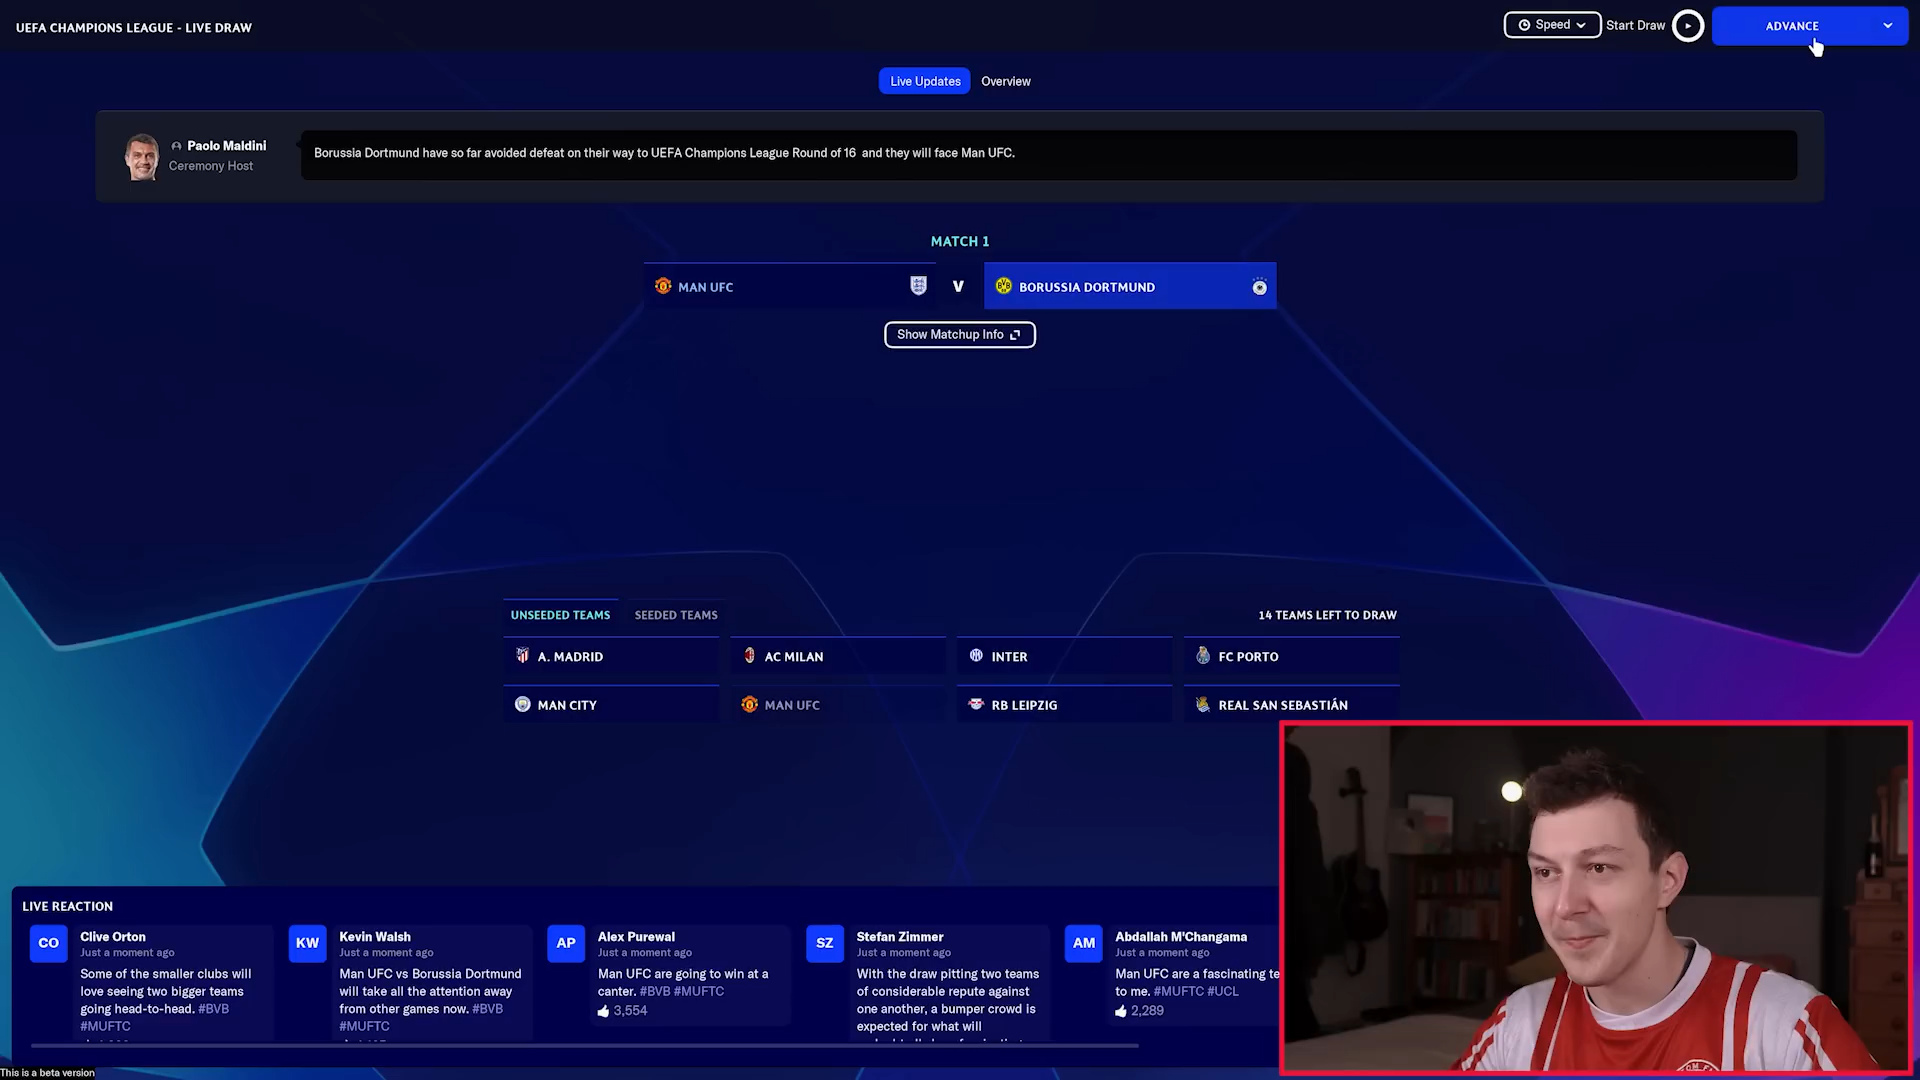 UEFA CHAMPIONS LEAGUE - LIVE DRAW
Speed
Start Draw
ADVANCE
Live Updates
Overview
Paolo Maldini
Ceremony Host
Borussia Dortmund have so far avoided defeat on their way to UEFA Champions League Round of 16 and they will face Man UFC.
MATCH 1
MAN UFC
V
BORUSSIA DORTMUND
Show Matchup Info
UNSEEDED TEAMS
SEEDED TEAMS
14 TEAMS LEFT TO DRAW
A. MADRID
AC MILAN
INTER
FC PORTO
MAN CITY
MAN UFC
RB LEIPZIG
REAL SAN SEBASTIÁN
LIVE REACTION
CO
Clive Orton
Just a moment ago
Some of the smaller clubs will
love seeing two bigger teams
going head-to-head. #BVB
#MUFTC
KW
Kevin Walsh
Just a moment ago
Man UFC vs Borussia Dortmund
will take all the attention away
from other games now. #BVB
#MUFTC
AP
Alex Purewal
Just a moment ago
Man UFC are going to win at a
canter. #BVB #MUFTC
3,554
SZ
Stefan Zimmer
Just a moment ago
With the draw pitting two teams
of considerable repute against
one another, a bumper crowd is
expected for what will
AM
Abdallah M'Changama
Just a moment ago
Man UFC are a fascinating te
to me. #MUFTC #UCL
2,289
This is a beta version